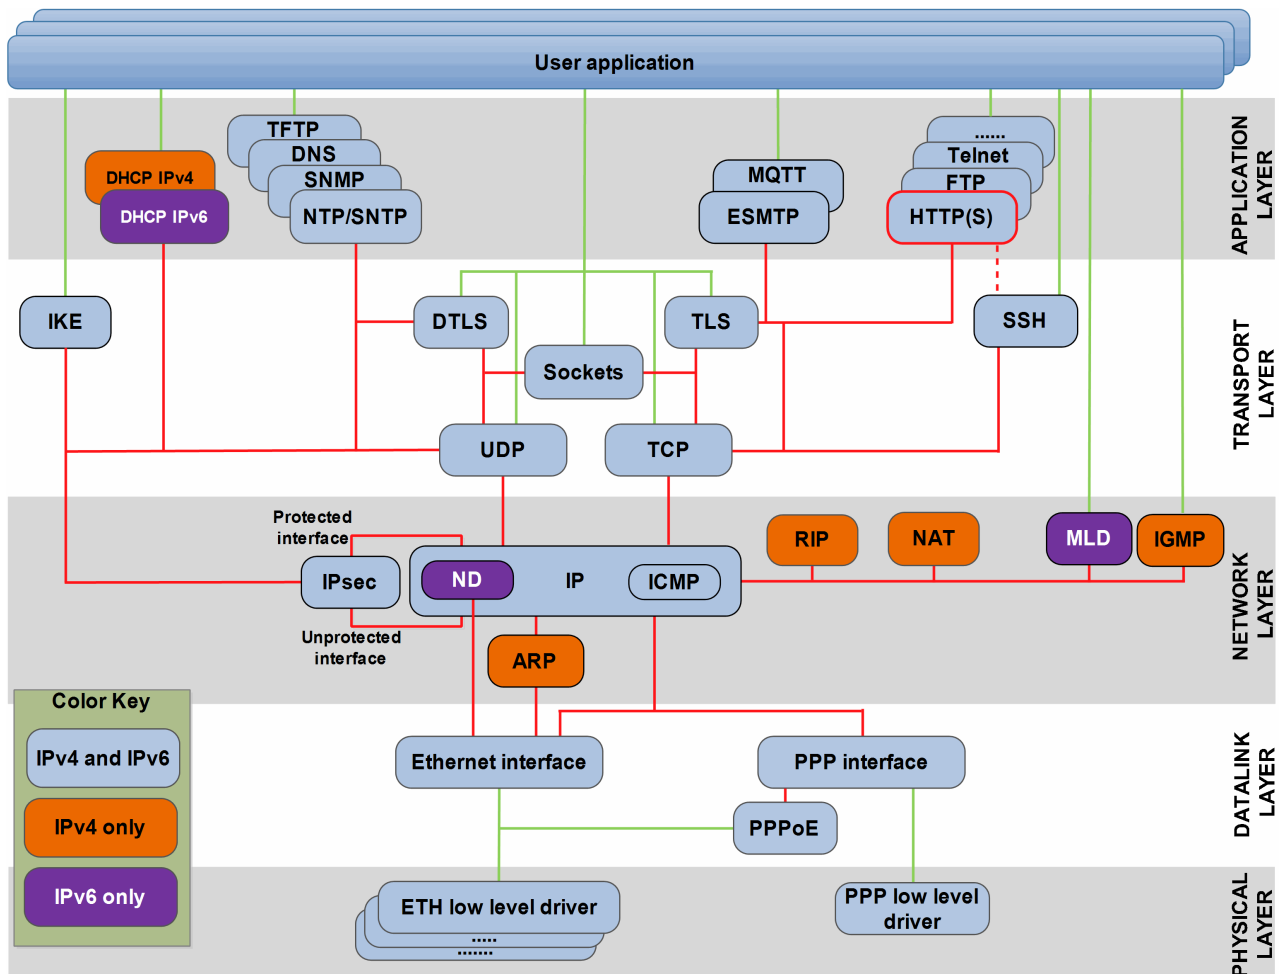 User application
APPLICATION
LAYER
TFTP
DNS
SNMP
NTP/SNTP
DHCP IPv4
DHCP IPv6
MQTT
ESMTP
......
Telnet
FTP
HTTP(S)
TRANSPORT
LAYER
IKE
DTLS
TLS
SSH
Sockets
UDP
TCP
NETWORK
LAYER
Protected
interface
IPsec
Unprotected
interface
ND
IP
ICMP
RIP
NAT
MLD
IGMP
ARP
DATALINK
LAYER
Ethernet interface
PPP interface
PPPoE
PHYSICAL
LAYER
ETH low level driver
.....
.......
PPP low level
driver
Color Key
IPv4 and IPv6
IPv4 only
IPv6 only